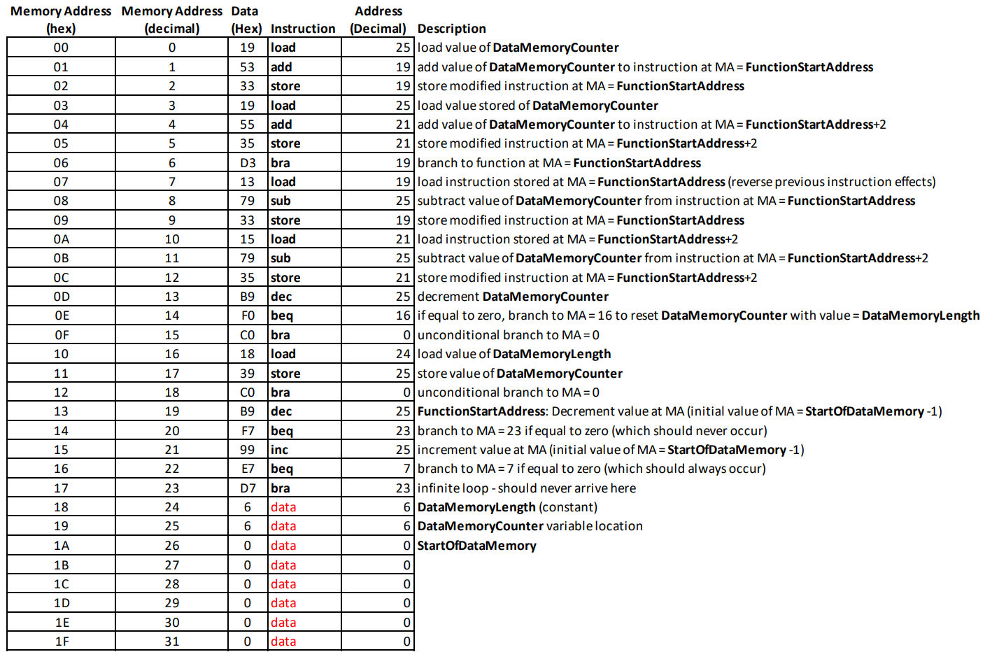 Memory Address Memory Address Data Address
(hex) (decimal) (Hex) Instruction (Decimal) Description
00 0 19 load 25 load value of DataMemoryCounter
01 1 53 add 19 add value of DataMemoryCounter to instruction at MA = FunctionStartAddress
02 2 33 store 19 store modified instruction at MA = FunctionStartAddress
03 3 19 load 25 load value stored of DataMemoryCounter
04 4 55 add 21 add value of DataMemoryCounter to instruction at MA = FunctionStartAddress+2
05 5 35 store 21 store modified instruction at MA = FunctionStartAddress+2
06 6 D3 bra 19 branch to function at MA = FunctionStartAddress
07 7 13 load 19 load instruction stored at MA = FunctionStartAddress (reverse previous instruction effects)
08 8 79 sub 25 subtract value of DataMemoryCounter from instruction at MA = FunctionStartAddress
09 9 33 store 19 store modified instruction at MA = FunctionStartAddress
0A 10 15 load 21 load instruction stored at MA = FunctionStartAddress+2
0B 11 79 sub 25 subtract value of DataMemoryCounter from instruction at MA = FunctionStartAddress+2
0C 12 35 store 21 store modified instruction at MA = FunctionStartAddress+2
0D 13 B9 dec 25 decrement DataMemoryCounter
0E 14 F0 beq 16 if equal to zero, branch to MA = 16 to reset DataMemoryCounter with value = DataMemoryLength
0F 15 C0 bra 0 unconditional branch to MA = 0
10 16 18 load 24 load value of DataMemoryLength
11 17 39 store 25 store value of DataMemoryCounter
12 18 C0 bra 0 unconditional branch to MA = 0
13 19 B9 dec 25 FunctionStartAddress: Decrement value at MA (initial value of MA = StartOfDataMemory -1)
14 20 F7 beq 23 branch to MA = 23 if equal to zero (which should never occur)
15 21 99 inc 25 increment value at MA (initial value of MA = StartOfDataMemory -1)
16 22 E7 beq 7 branch to MA = 7 if equal to zero (which should always occur)
17 23 D7 bra 23 infinite loop - should never arrive here
18 24 6 data 6 DataMemoryLength (constant)
19 25 6 data 6 DataMemoryCounter variable location
1A 26 0 data 0 StartOfDataMemory
1B 27 0 data 0
1C 28 0 data 0
1D 29 0 data 0
1E 30 0 data 0
1F 31 0 data 0